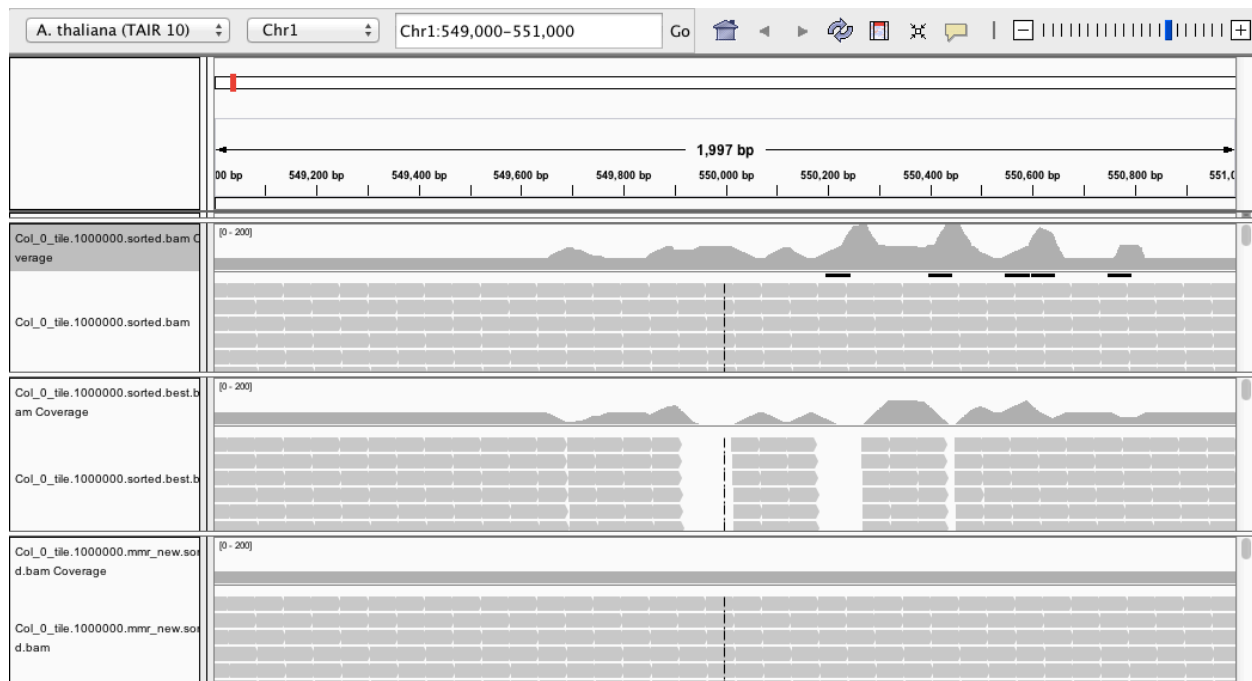 A. thaliana (TAIR 10) Chr1 Chr1:549,000-551,000 Go
1,997 bp
00 bp 549,200 bp 549,400 bp 549,600 bp 549,800 bp 550,000 bp 550,200 bp 550,400 bp 550,600 bp 550,800 bp 551,0
Col_0_tile.1000000.sorted.bam C
verage
[0 - 200]
Col_0_tile.1000000.sorted.bam
Col_0_tile.1000000.sorted.best.b
am Coverage
[0 - 200]
Col_0_tile.1000000.sorted.best.b
Col_0_tile.1000000.mmr_new.sor
d.bam Coverage
[0 - 200]
Col_0_tile.1000000.mmr_new.sor
d.bam